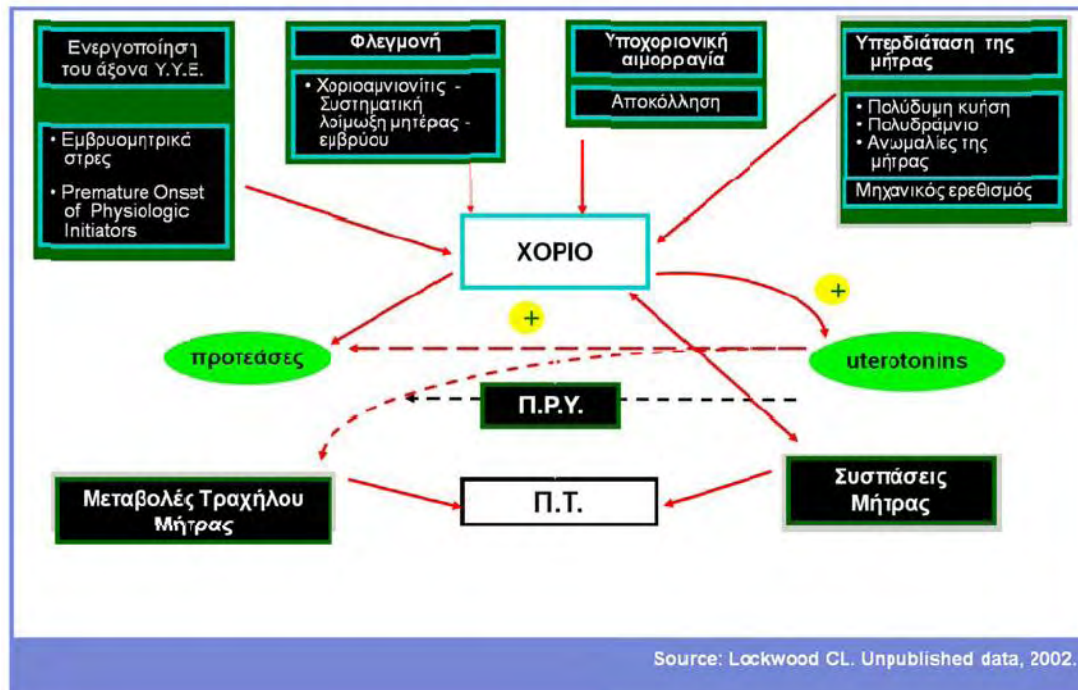 Ενεργοποίηση
του άξονα Υ.Υ.Ε.
• Εμβρυομητρικό
στρες
• Premature Onset
of Physiologic
Initiators
Φλεγμονή
• Χοριοαμνιονίτις -
Συστηματική
λοίμωξη μητέρας -
εμβρύου
Υποχοριονική
αιμορραγία
Αποκόλληση
Υπερδιάταση της
μήτρας
• Πολύδυμη κυήση
• Πολυδράμνιο
• Ανωμαλίες της
μήτρας
Μηχανικός ερεθισμός
ΧΟΡΙΟ
+
+
προτεάσες
uterotonins
Π.Ρ.Υ.
Μεταβολές Τραχήλου
Μήτρας
Π.Τ.
Συσπάσεις
Μήτρας
Source: Lockwood CL. Unpublished data, 2002.